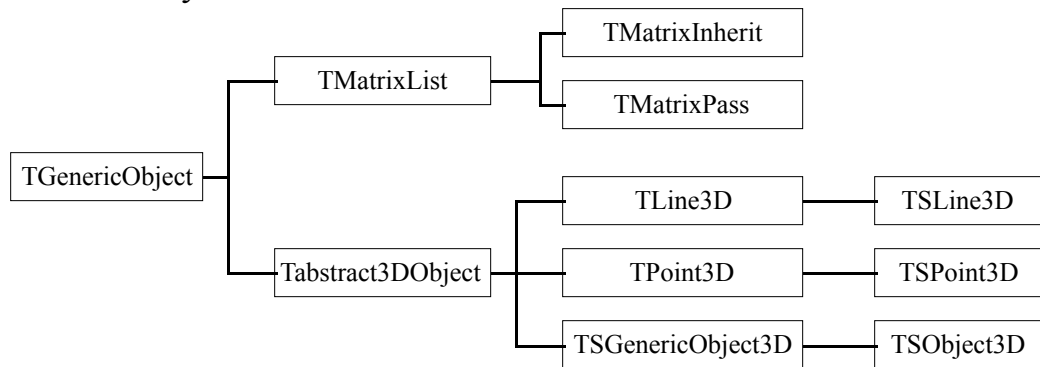 TMatrixInherit
TMatrixList
TMatrixPass
TGenericObject
TLine3D
TSLine3D
Tabstract3DObject
TPoint3D
TSPoint3D
TSGenericObject3D
TSObject3D